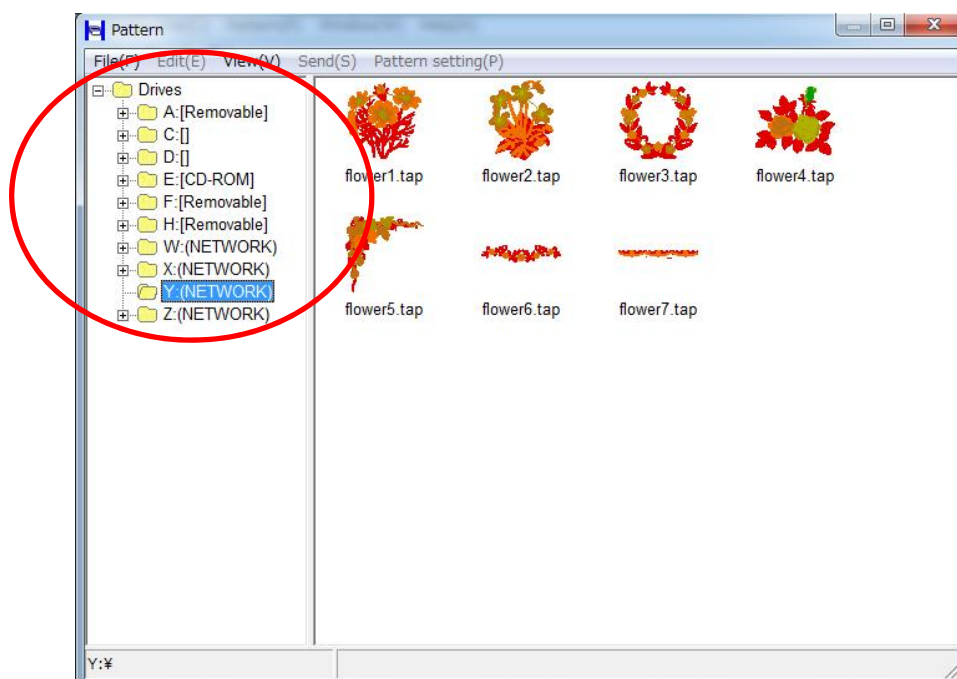 Pattern
File(F) Edit(E) View(V) Send(S) Pattern setting(P)
Drives
A:[Removable]
C:[]
D:[]
E:[CD-ROM]
F:[Removable]
H:[Removable]
W:(NETWORK)
X:(NETWORK)
Y:(NETWORK)
Z:(NETWORK)
flower1.tap flower2.tap flower3.tap flower4.tap
flower5.tap flower6.tap flower7.tap
Y:¥